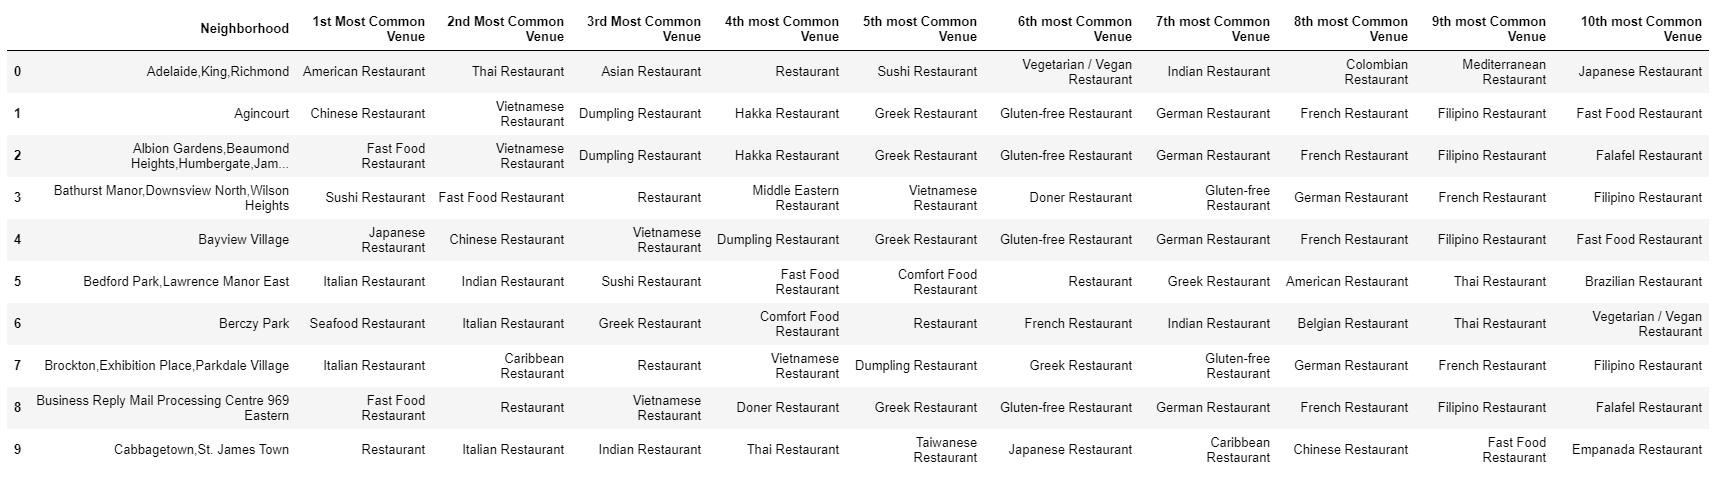 Neighborhood 1st Most Common Venue 2nd Most Common Venue 3rd Most Common Venue 4th most Common Venue 5th most Common Venue 6th most Common Venue 7th most Common Venue 8th most Common Venue 9th most Common Venue 10th most Common Venue
0 Adelaide,King,Richmond American Restaurant Thai Restaurant Asian Restaurant Restaurant Sushi Restaurant Vegetarian / Vegan Restaurant Indian Restaurant Colombian Restaurant Mediterranean Restaurant Japanese Restaurant
1 Agincourt Chinese Restaurant Vietnamese Restaurant Dumpling Restaurant Hakka Restaurant Greek Restaurant Gluten-free Restaurant German Restaurant French Restaurant Filipino Restaurant Fast Food Restaurant
2 Albion Gardens,Beaumond Heights,Humbergate,Jam... Fast Food Restaurant Vietnamese Restaurant Dumpling Restaurant Hakka Restaurant Greek Restaurant Gluten-free Restaurant German Restaurant French Restaurant Filipino Restaurant Falafel Restaurant
3 Bathurst Manor,Downsview North,Wilson Heights Sushi Restaurant Fast Food Restaurant Restaurant Middle Eastern Restaurant Vietnamese Restaurant Doner Restaurant Gluten-free Restaurant German Restaurant French Restaurant Filipino Restaurant
4 Bayview Village Japanese Restaurant Chinese Restaurant Vietnamese Restaurant Dumpling Restaurant Greek Restaurant Gluten-free Restaurant German Restaurant French Restaurant Filipino Restaurant Fast Food Restaurant
5 Bedford Park,Lawrence Manor East Italian Restaurant Indian Restaurant Sushi Restaurant Fast Food Restaurant Comfort Food Restaurant Restaurant Greek Restaurant American Restaurant Thai Restaurant Brazilian Restaurant
6 Berczy Park Seafood Restaurant Italian Restaurant Greek Restaurant Comfort Food Restaurant Restaurant French Restaurant Indian Restaurant Belgian Restaurant Thai Restaurant Vegetarian / Vegan Restaurant
7 Brockton,Exhibition Place,Parkdale Village Italian Restaurant Caribbean Restaurant Restaurant Vietnamese Restaurant Dumpling Restaurant Greek Restaurant Gluten-free Restaurant German Restaurant French Restaurant Filipino Restaurant
8 Business Reply Mail Processing Centre 969 Eastern Fast Food Restaurant Restaurant Vietnamese Restaurant Doner Restaurant Greek Restaurant Gluten-free Restaurant German Restaurant French Restaurant Filipino Restaurant Falafel Restaurant
9 Cabbagetown,St. James Town Restaurant Italian Restaurant Indian Restaurant Thai Restaurant Taiwanese Restaurant Japanese Restaurant Caribbean Restaurant Chinese Restaurant Fast Food Restaurant Empanada Restaurant